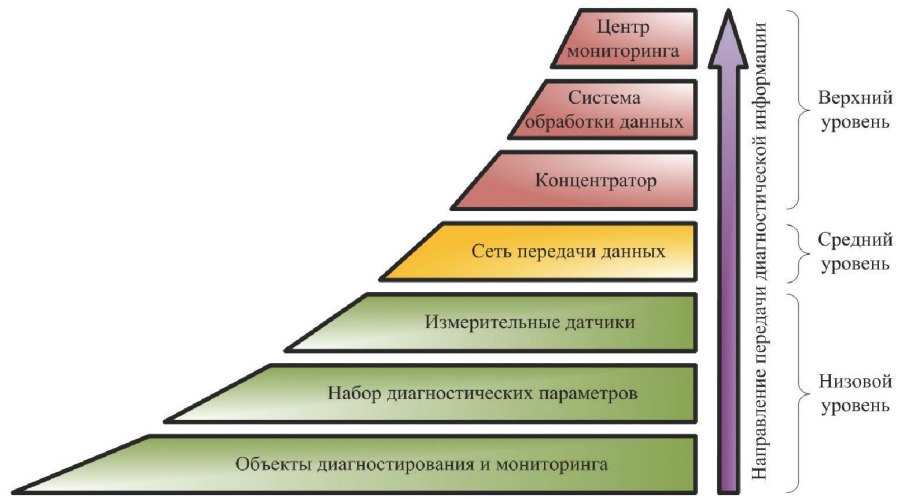 Центр
мониторинга
Система
обработки данных
Концентратор
Сеть передачи данных
Измерительные датчики
Набор диагностических параметров
Объекты диагностирования и мониторинга
Направление передачи диагностической информации
Верхний
уровень
Средний
уровень
Низовой
уровень